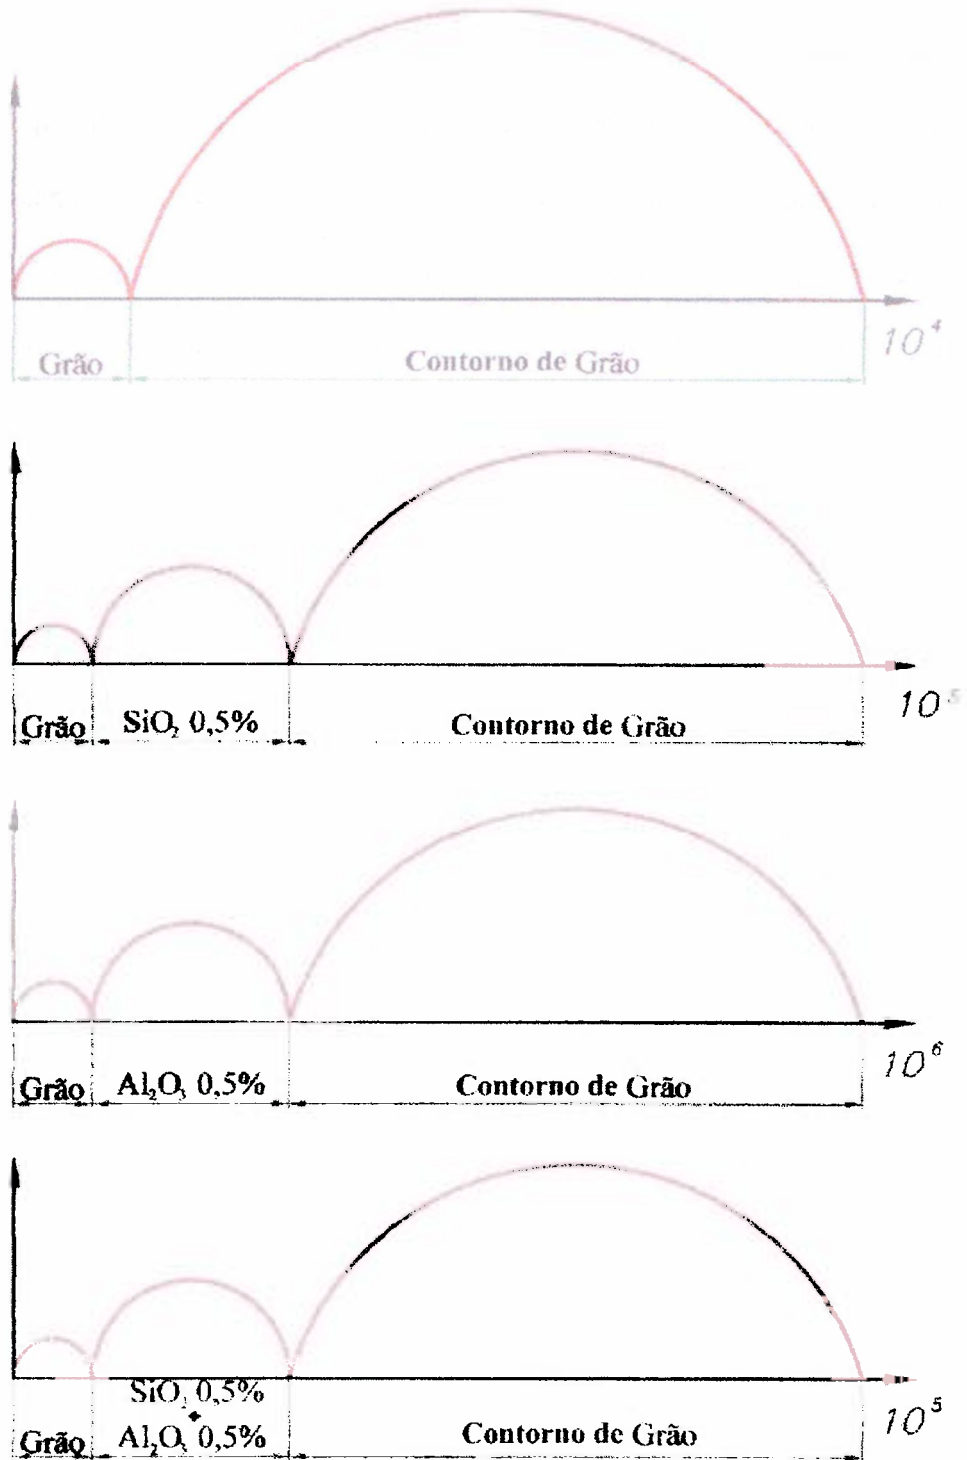 10⁴
Grão Contorno de Grão
10⁵
Grão SiO₂ 0,5% Contorno de Grão
10⁶
Grão Al₂O₃ 0,5% Contorno de Grão
SiO₂ 0,5%
10⁵
+
Grão Al₂O₃ 0,5% Contorno de Grão